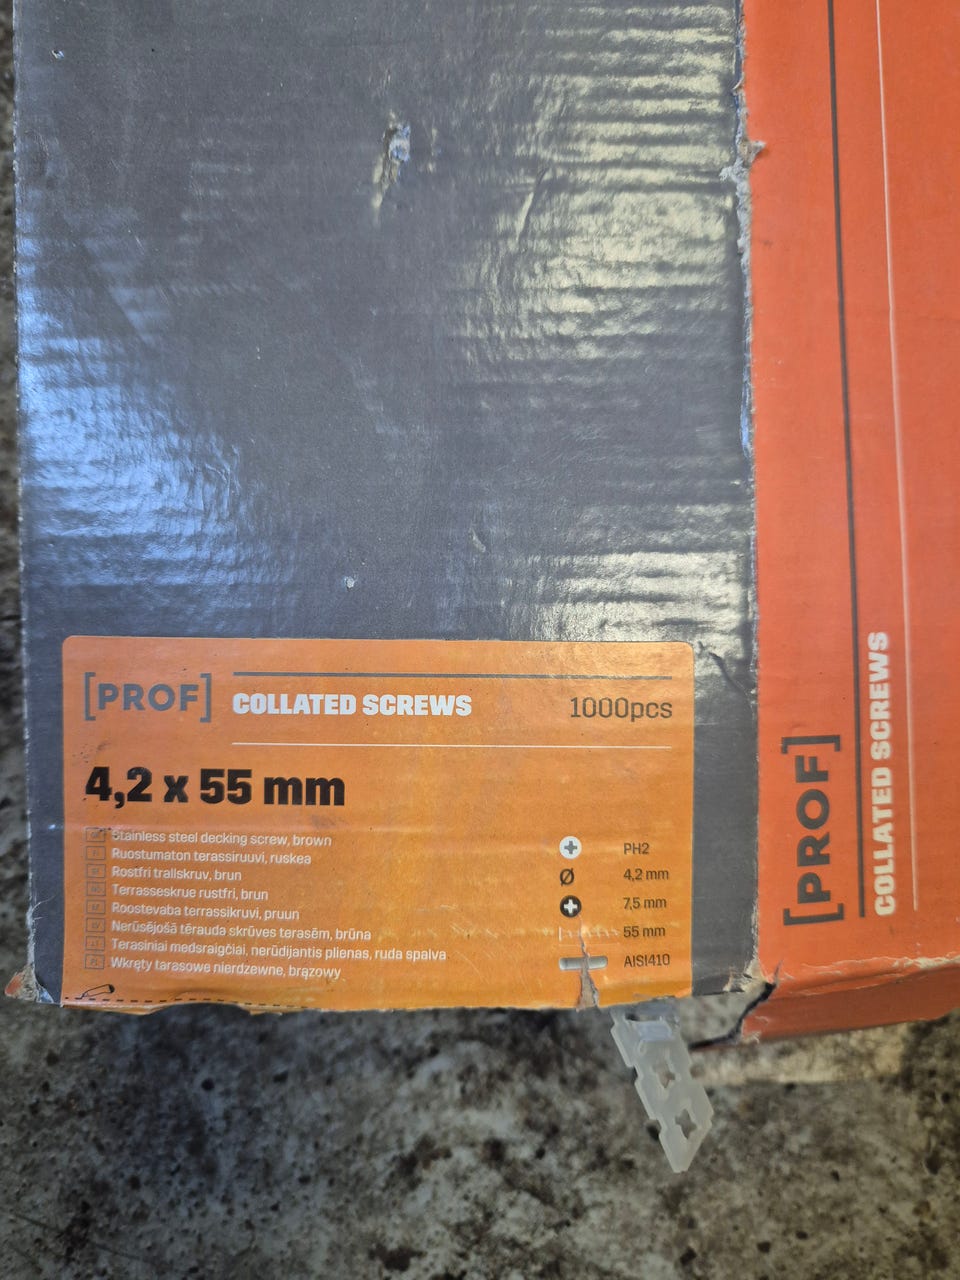 [PROF] COLLATED SCREWS 1000pcs
4,2 x 55 mm
Stainless steel decking screw, brown
Ruostumaton terassiruuvi, ruskea
Rostfri trallskruv, brun
Terrasseskrue rustfri, brun
Roostevaba terrassikruvi, pruun
Nerūsējošā tērauda skrūves terasēm, brūna
Terasiniai medsraigčiai, nerūdijantis plienas, ruda spalva
Wkręty tarasowe nierdzewne, brązowy
PH2
Ø 4,2 mm
7,5 mm
55 mm
AISI410
[PROF] COLLATED SCREWS